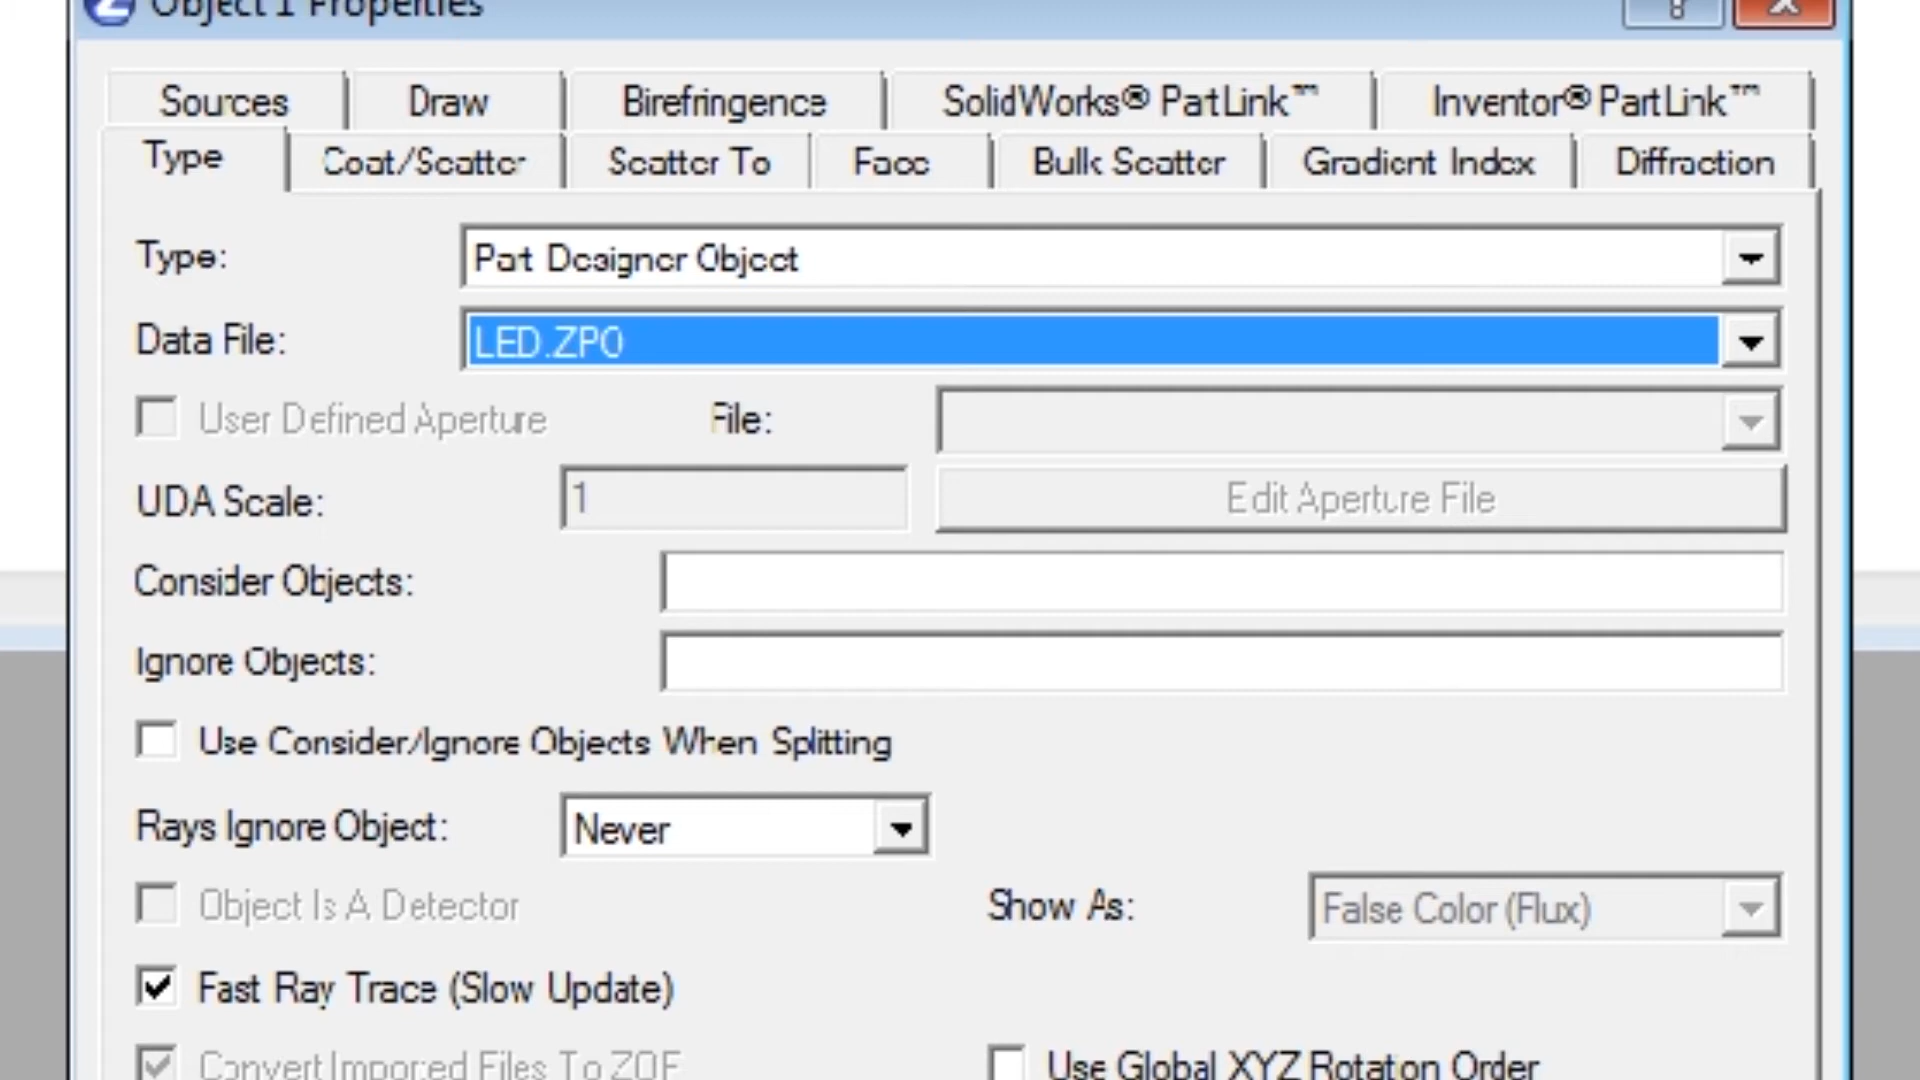 Object 1 Properties
?
Sources Draw Birefringence SolidWorks® PartLink™ Inventor® PartLink™
Type Coat/Scatter Scatter To Face Bulk Scatter Gradient Index Diffraction
Type: Part Designer Object
Data File: LED.ZPO
User Defined Aperture File:
UDA Scale: 1 Edit Aperture File
Consider Objects:
Ignore Objects:
Use Consider/Ignore Objects When Splitting
Rays Ignore Object: Never
Object Is A Detector Show As: False Color (Flux)
Fast Ray Trace (Slow Update)
Convert Imported Files To ZOF Use Global XYZ Rotation Order